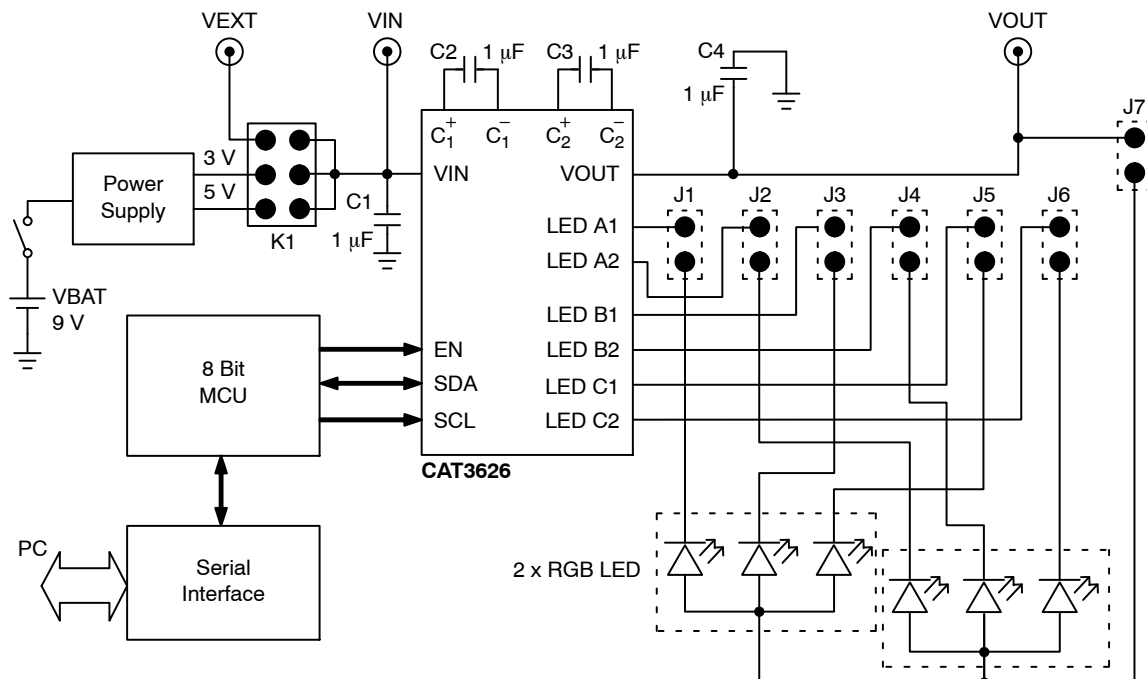 VEXT
VIN
VOUT
C2
1 μF
C3
1 μF
C4
1 μF
J7
C1+
C1−
C2+
C2−
3 V
5 V
Power
Supply
K1
C1
1 μF
VIN
VOUT
J1
J2
J3
J4
J5
J6
LED A1
LED A2
LED B1
LED B2
LED C1
LED C2
VBAT
9 V
8 Bit
MCU
EN
SDA
SCL
CAT3626
PC
Serial
Interface
2 x RGB LED